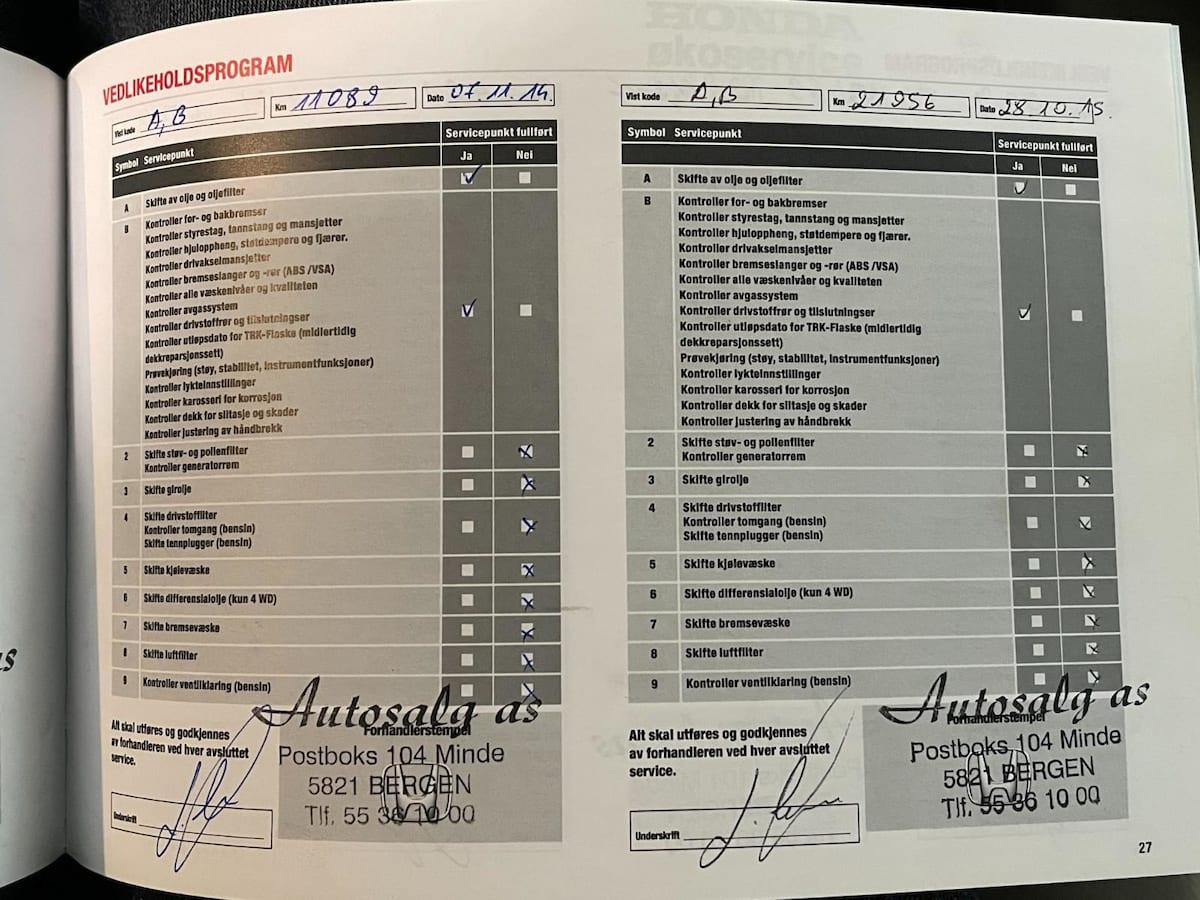 VEDLIKEHOLDSPROGRAM
Vist kode A, B Km 11089 Dato 07.11.14.
Symbol Servicepunkt Servicepunkt fullført
Ja Nei
A Skifte av olje og oljefilter
B Kontroller for- og bakbremser
Kontroller styrestag, tannstang og mansjetter
Kontroller hjuloppheng, støtdempere og fjærer.
Kontroller drivakselmansjetter
Kontroller bremseslanger og -rør (ABS /VSA)
Kontroller alle væskenivåer og kvaliteten
Kontroller avgassystem
Kontroller drivstoffrør og tilslutningser
Kontroller utløpsdato for TRK-Flaske (midlertidig
dekkreparsjonssett)
Prøvekjøring (støy, stabilitet, instrumentfunksjoner)
Kontroller lykteinnstillinger
Kontroller karosseri for korrosjon
Kontroller dekk for slitasje og skader
Kontroller justering av håndbrekk
2 Skifte støv- og pollenfilter
Kontroller generatorrem
3 Skifte girolje
4 Skifte drivstoffilter
Kontroller tomgang (bensin)
Skifte tennplugger (bensin)
5 Skifte kjølevæske
6 Skifte differensialolje (kun 4 WD)
7 Skifte bremsevæske
8 Skifte luftfilter
9 Kontroller ventilklaring (bensin)
Alt skal utføres og godkjennes
av forhandleren ved hver avsluttet
service.
Underskrift
Autosalg as
Forhandlerstempel
Postboks 104 Minde
5821 BERGEN
Tlf. 55 36 10 00
Vist kode A, B Km 21956 Dato 28.10.15.
Symbol Servicepunkt Servicepunkt fullført
Ja Nei
A Skifte av olje og oljefilter
B Kontroller for- og bakbremser
Kontroller styrestag, tannstang og mansjetter
Kontroller hjuloppheng, støtdempere og fjærer.
Kontroller drivakselmansjetter
Kontroller bremseslanger og -rør (ABS /VSA)
Kontroller alle væskenivåer og kvaliteten
Kontroller avgassystem
Kontroller drivstoffrør og tilslutningser
Kontroller utløpsdato for TRK-Flaske (midlertidig
dekkreparsjonssett)
Prøvekjøring (støy, stabilitet, instrumentfunksjoner)
Kontroller lykteinnstillinger
Kontroller karosseri for korrosjon
Kontroller dekk for slitasje og skader
Kontroller justering av håndbrekk
2 Skifte støv- og pollenfilter
Kontroller generatorrem
3 Skifte girolje
4 Skifte drivstoffilter
Kontroller tomgang (bensin)
Skifte tennplugger (bensin)
5 Skifte kjølevæske
6 Skifte differensialolje (kun 4 WD)
7 Skifte bremsevæske
8 Skifte luftfilter
9 Kontroller ventilklaring (bensin)
Alt skal utføres og godkjennes
av forhandleren ved hver avsluttet
service.
Underskrift
Autosalg as
Forhandlerstempel
Postboks 104 Minde
5821 BERGEN
Tlf. 55 36 10 00
27